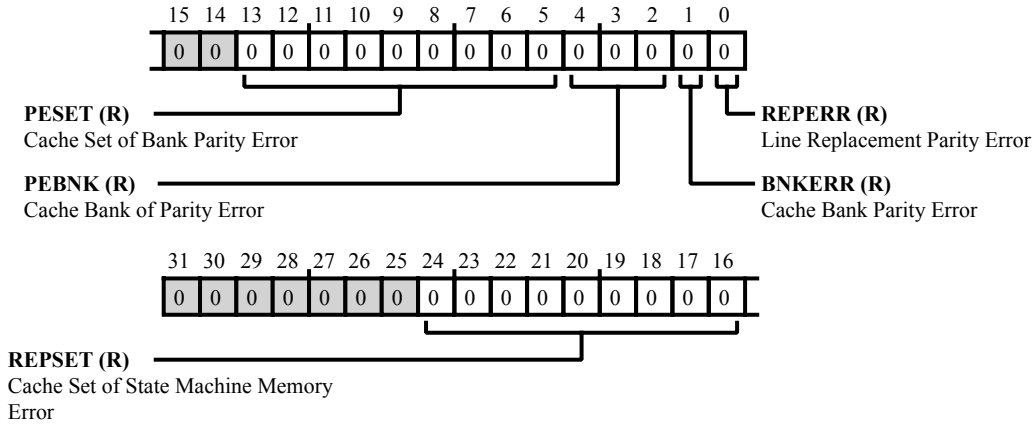 15 14 13 12 11 10 9 8 7 6 5 4 3 2 1 0
0 0 0 0 0 0 0 0 0 0 0 0 0 0 0 0
PESET (R)
Cache Set of Bank Parity Error
REPERR (R)
Line Replacement Parity Error
PEBNK (R)
Cache Bank of Parity Error
BNKERR (R)
Cache Bank Parity Error
31 30 29 28 27 26 25 24 23 22 21 20 19 18 17 16
0 0 0 0 0 0 0 0 0 0 0 0 0 0 0 0
REPSET (R)
Cache Set of State Machine Memory
Error